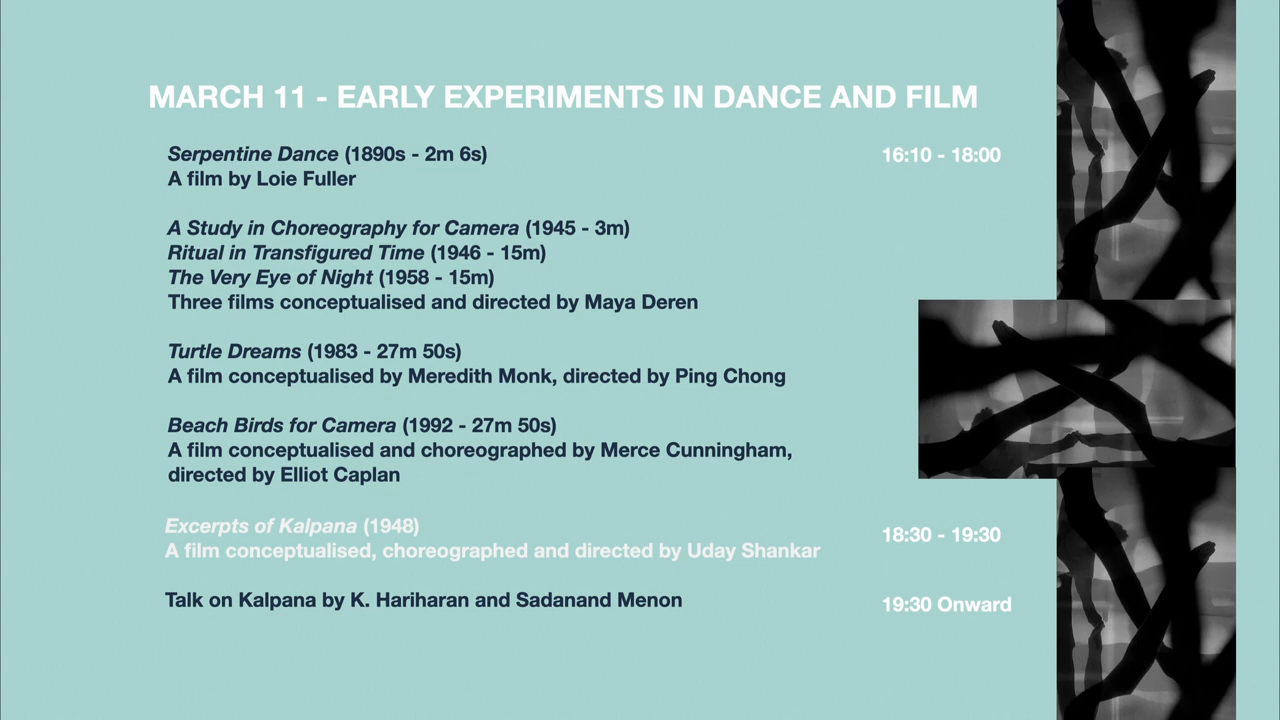 MARCH 11 - EARLY EXPERIMENTS IN DANCE AND FILM
Serpentine Dance (1890s - 2m 6s)
16:10 - 18:00
A film by Loie Fuller
A Study in Choreography for Camera (1945 - 3m)
Ritual in Transfigured Time (1946 - 15m)
The Very Eye of Night (1958 - 15m)
Three films conceptualised and directed by Maya Deren
Turtle Dreams (1983 - 27m 50s)
A film conceptualised by Meredith Monk, directed by Ping Chong
Beach Birds for Camera (1992 - 27m 50s)
A film conceptualised and choreographed by Merce Cunningham,
directed by Elliot Caplan
Excerpts of Kalpana (1948)
18:30 - 19:30
A film conceptualised, choreographed and directed by Uday Shankar
Talk on Kalpana by K. Hariharan and Sadanand Menon
19:30 Onward